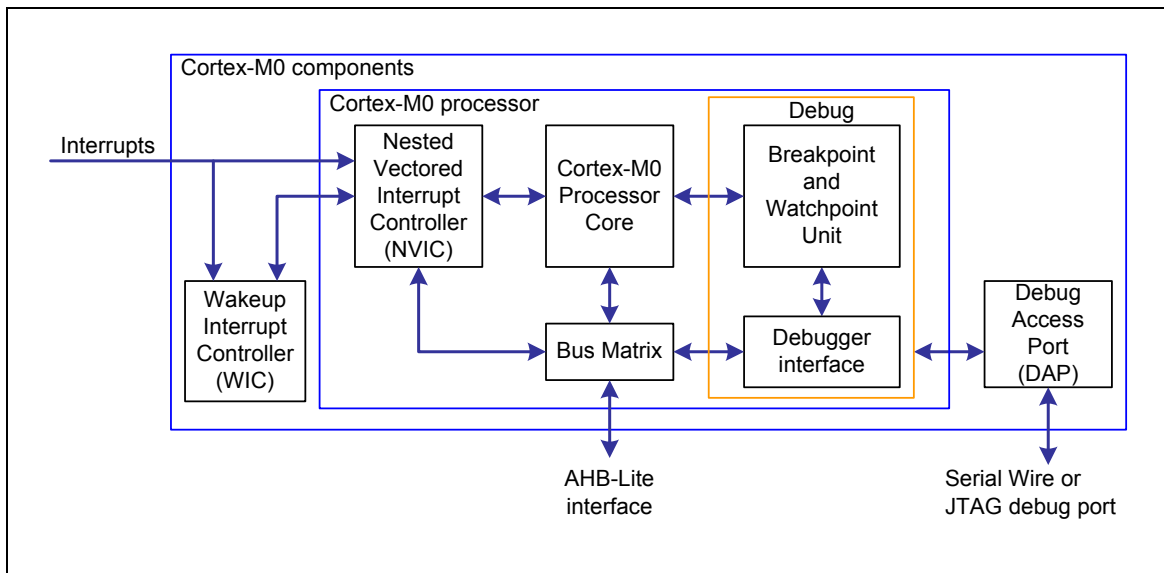 Cortex-M0 components
Cortex-M0 processor
Debug
Interrupts
Nested
Vectored
Interrupt
Controller
(NVIC)
Cortex-M0
Processor
Core
Breakpoint
and
Watchpoint
Unit
Wakeup
Interrupt
Controller
(WIC)
Bus Matrix
Debugger
interface
Debug
Access
Port
(DAP)
AHB-Lite
interface
Serial Wire or
JTAG debug port